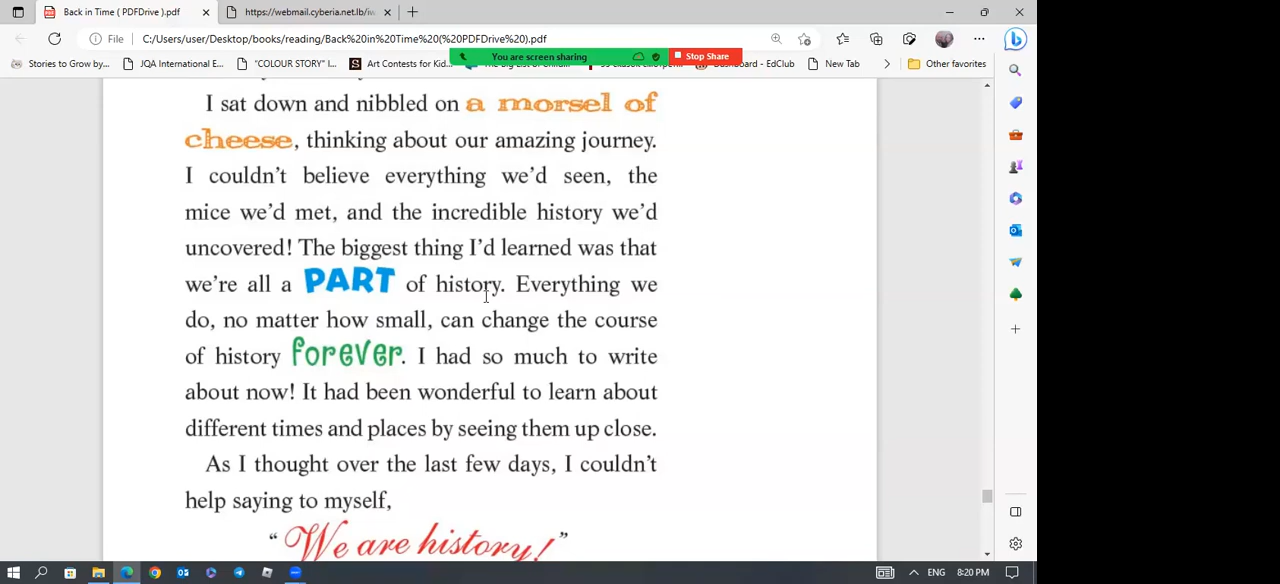 Back in Time ( PDFDrive ).pdf
https://webmail.cyberia.net.lb/iw
File
C:/Users/user/Desktop/books/reading/Back%20in%20Time%20(%20PDFDrive%20).pdf
You are screen sharing
Stop Share
Stories to Grow by...
JQA International E...
"COLOUR STORY" I...
Art Contests for Kid...
Dashboard - EdClub
New Tab
Other favorites
I sat down and nibbled on a morsel of
cheese, thinking about our amazing journey.
I couldn't believe everything we'd seen, the
mice we'd met, and the incredible history we'd
uncovered! The biggest thing I'd learned was that
we're all a PART of history. Everything we
do, no matter how small, can change the course
of history forever. I had so much to write
about now! It had been wonderful to learn about
different times and places by seeing them up close.
As I thought over the last few days, I couldn't
help saying to myself,
"We are history!"
ENG
8:20 PM